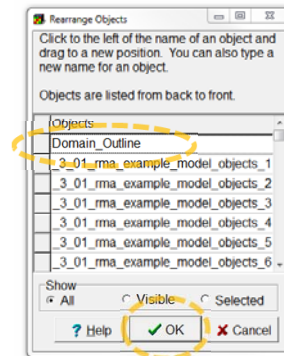 Rearrange Objects
Click to the left of the name of an object and
drag to a new position. You can also type a
new name for an object.
Objects are listed from back to front.
Objects
Domain_Outline
_3_01_rma_example_model_objects_1
_3_01_rma_example_model_objects_2
_3_01_rma_example_model_objects_3
_3_01_rma_example_model_objects_4
_3_01_rma_example_model_objects_5
_3_01_rma_example_model_objects_6
Show
All Visible Selected
? Help OK Cancel